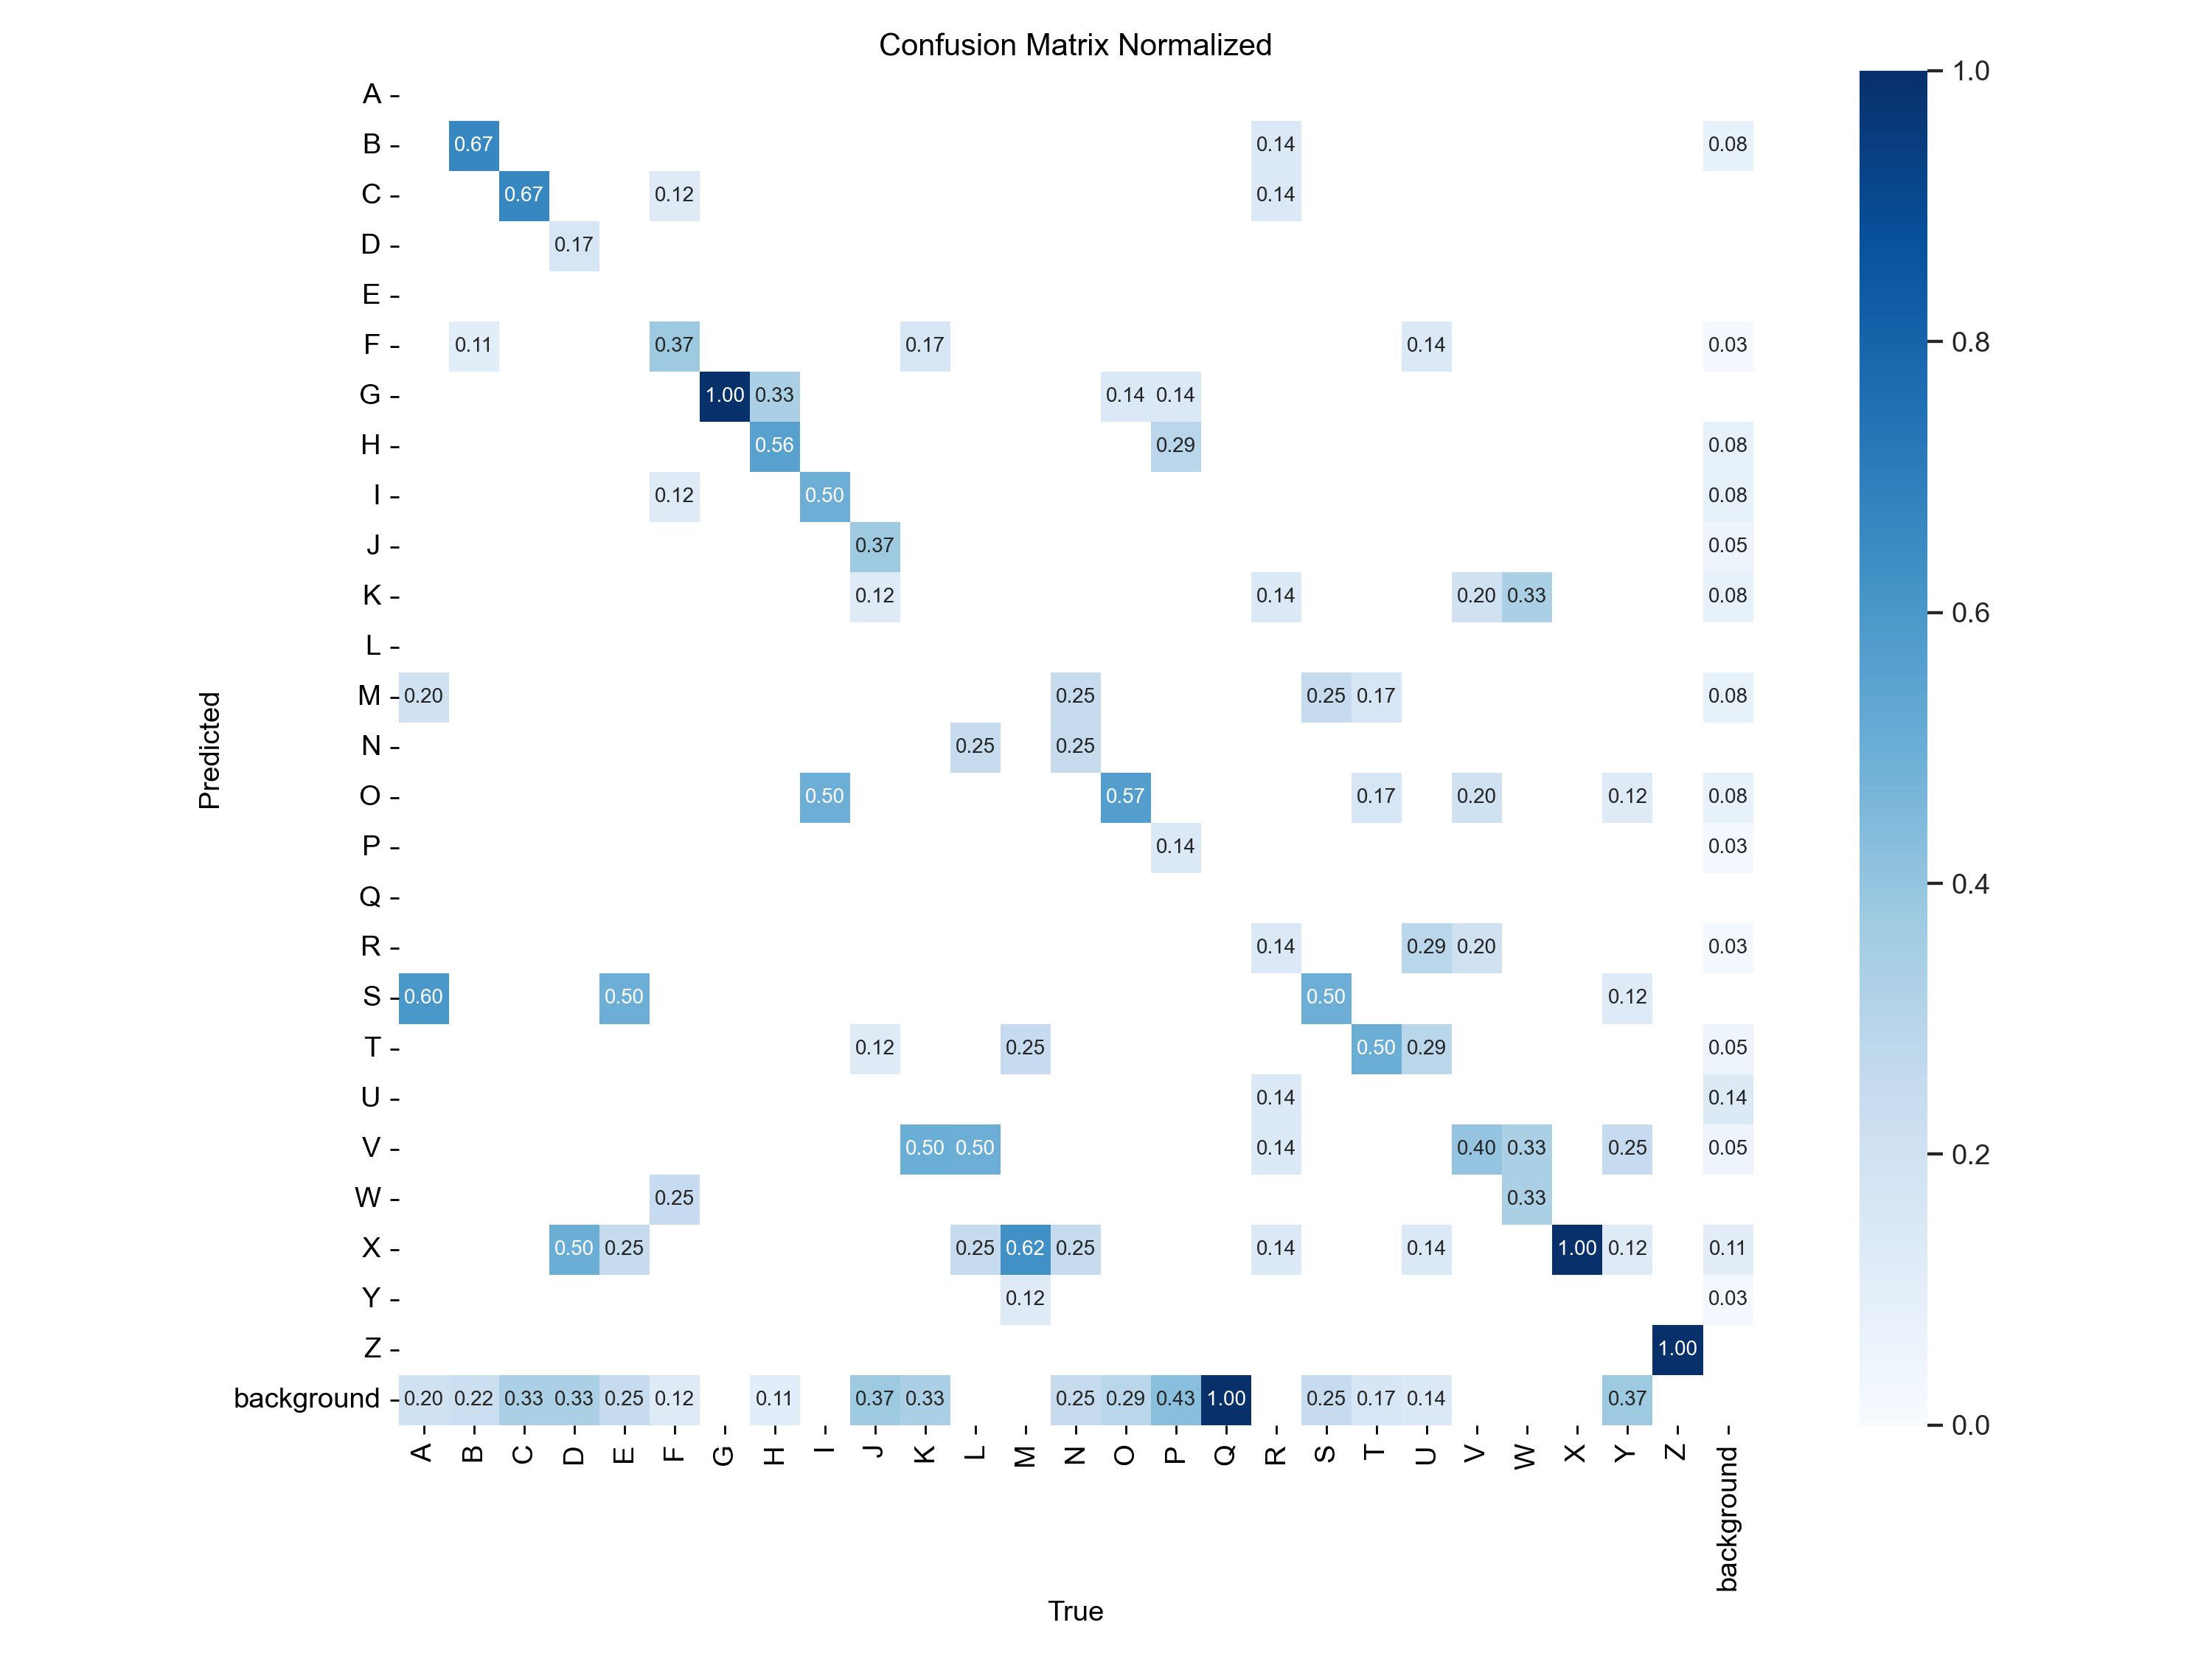 Confusion Matrix Normalized
A
B 0.67 0.14 0.08
C 0.67 0.12 0.14
D 0.17
E
F 0.11 0.37 0.17 0.14 0.03
G 1.00 0.33 0.14 0.14
H 0.56 0.29 0.08
I 0.12 0.50 0.08
J 0.37 0.05
K 0.12 0.14 0.20 0.33 0.08
L
M 0.20 0.25 0.25 0.17 0.08
N 0.25 0.25
O 0.50 0.57 0.17 0.20 0.12 0.08
P 0.14 0.03
Q
R 0.14 0.29 0.20 0.03
S 0.60 0.50 0.50 0.12
T 0.12 0.25 0.50 0.29 0.05
U 0.14 0.14
V 0.50 0.50 0.14 0.40 0.33 0.25 0.05
W 0.25 0.33
X 0.50 0.25 0.25 0.62 0.25 0.14 0.14 1.00 0.12 0.11
Y 0.12 0.03
Z 1.00
background 0.20 0.22 0.33 0.33 0.25 0.12 0.11 0.37 0.33 0.25 0.29 0.43 1.00 0.25 0.17 0.14 0.37
A B C D E F G H I J K L M N O P Q R S T U V W X Y Z background
Predicted
True
1.0
0.8
0.6
0.4
0.2
0.0